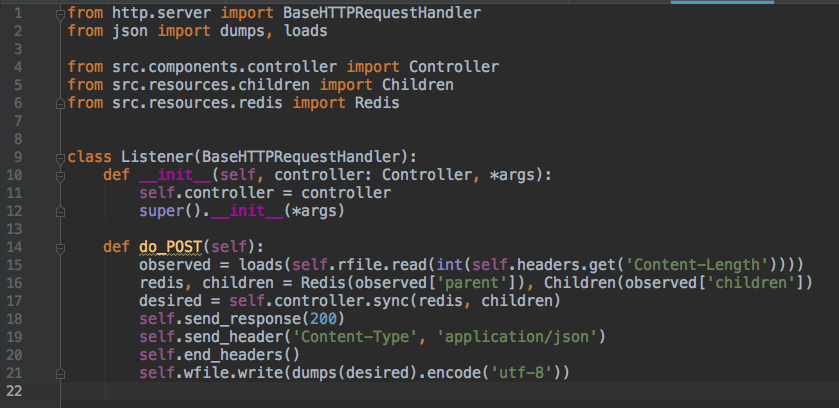 1 from http.server import BaseHTTPRequestHandler
2 from json import dumps, loads
3
4 from src.components.controller import Controller
5 from src.resources.children import Children
6 from src.resources.redis import Redis
7
8
9 class Listener(BaseHTTPRequestHandler):
10     def __init__(self, controller: Controller, *args):
11         self.controller = controller
12         super().__init__(*args)
13
14     def do_POST(self):
15         observed = loads(self.rfile.read(int(self.headers.get('Content-Length'))))
16         redis, children = Redis(observed['parent']), Children(observed['children'])
17         desired = self.controller.sync(redis, children)
18         self.send_response(200)
19         self.send_header('Content-Type', 'application/json')
20         self.end_headers()
21         self.wfile.write(dumps(desired).encode('utf-8'))
22